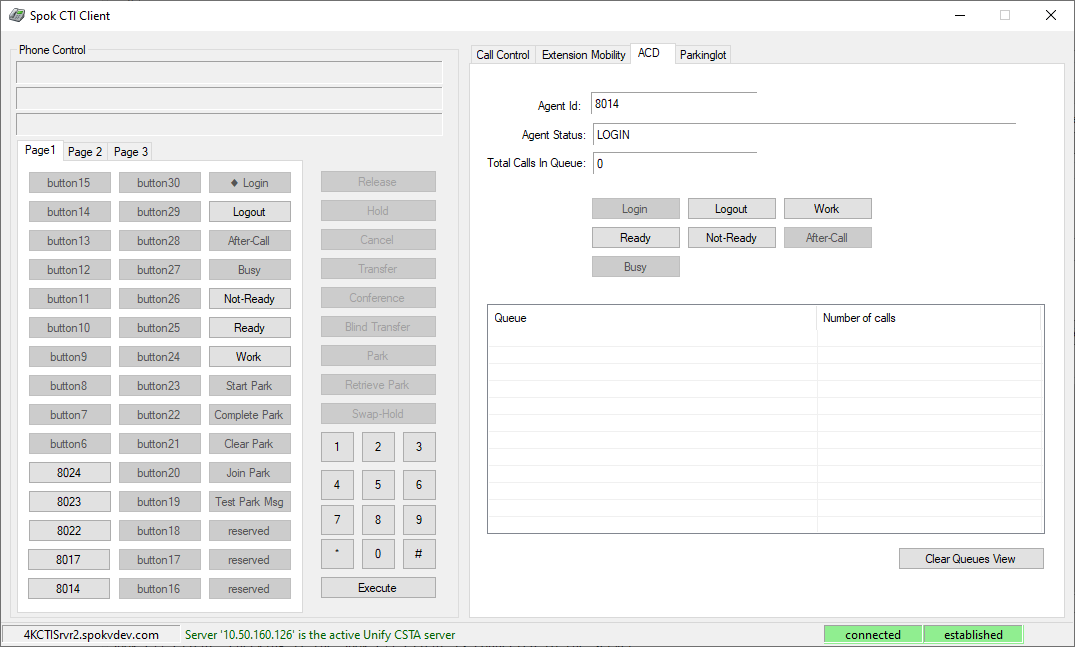 Spok CTI Client
Phone Control
Page1 Page 2 Page 3
button15 button30 ♦ Login
button14 button29 Logout
button13 button28 After-Call
button12 button27 Busy
button11 button26 Not-Ready
button10 button25 Ready
button9 button24 Work
button8 button23 Start Park
button7 button22 Complete Park
button6 button21 Clear Park
8024 button20 Join Park
8023 button19 Test Park Msg
8022 button18 reserved
8017 button17 reserved
8014 button16 reserved
Release
Hold
Cancel
Transfer
Conference
Blind Transfer
Park
Retrieve Park
Swap-Hold
1 2 3
4 5 6
7 8 9
* 0 #
Execute
Call Control Extension Mobility ACD Parkinglot
Agent Id: 8014
Agent Status: LOGIN
Total Calls In Queue: 0
Login Logout Work
Ready Not-Ready After-Call
Busy
Queue Number of calls
Clear Queues View
4KCTISrvr2.spokvdev.com Server '10.50.160.126' is the active Unify CSTA server connected established